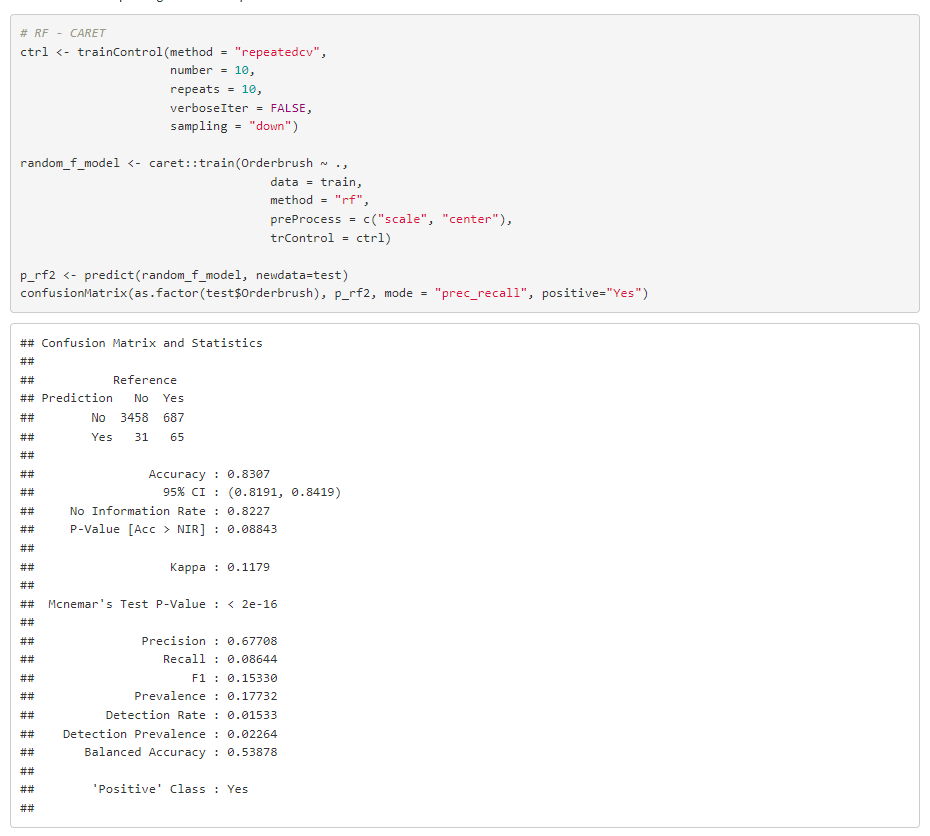 # RF - CARET
ctrl <- trainControl(method = "repeatedcv",
                     number = 10,
                     repeats = 10,
                     verboseIter = FALSE,
                     sampling = "down")

random_f_model <- caret::train(Orderbrush ~ .,
                                  data = train,
                                  method = "rf",
                                  preProcess = c("scale", "center"),
                                  trControl = ctrl)

p_rf2 <- predict(random_f_model, newdata=test)
confusionMatrix(as.factor(test$Orderbrush), p_rf2, mode = "prec_recall", positive="Yes")

## Confusion Matrix and Statistics
##
##           Reference
## Prediction   No  Yes
##        No  3458  687
##        Yes   31   65
##
##                Accuracy : 0.8307
##                  95% CI : (0.8191, 0.8419)
##     No Information Rate : 0.8227
##     P-Value [Acc > NIR] : 0.08843
##
##                   Kappa : 0.1179
##
##  Mcnemar's Test P-Value : < 2e-16
##
##               Precision : 0.67708
##                  Recall : 0.08644
##                      F1 : 0.15330
##              Prevalence : 0.17732
##          Detection Rate : 0.01533
##    Detection Prevalence : 0.02264
##       Balanced Accuracy : 0.53878
##
##        'Positive' Class : Yes
##